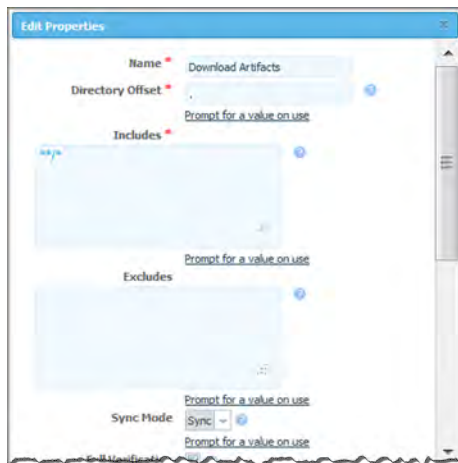 Edit Properties
Name *
Download Artifacts
Directory Offset *
.
Prompt for a value on use
Includes *
**/*
Prompt for a value on use
Excludes
Prompt for a value on use
Sync Mode
Sync
Prompt for a value on use